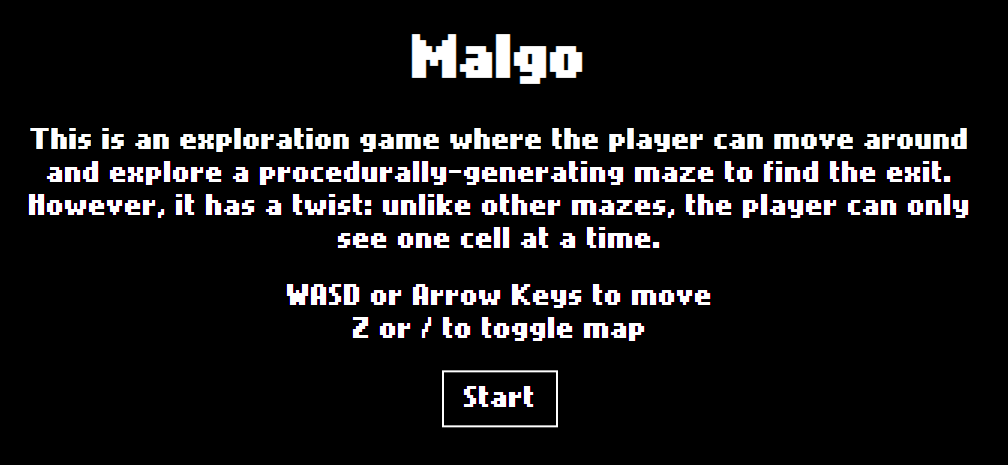 Malgo
This is an exploration game where the player can move around
and explore a procedurally-generating maze to find the exit.
However, it has a twist: unlike other mazes, the player can only
see one cell at a time.
WASD or Arrow Keys to move
Z or / to toggle map
Start